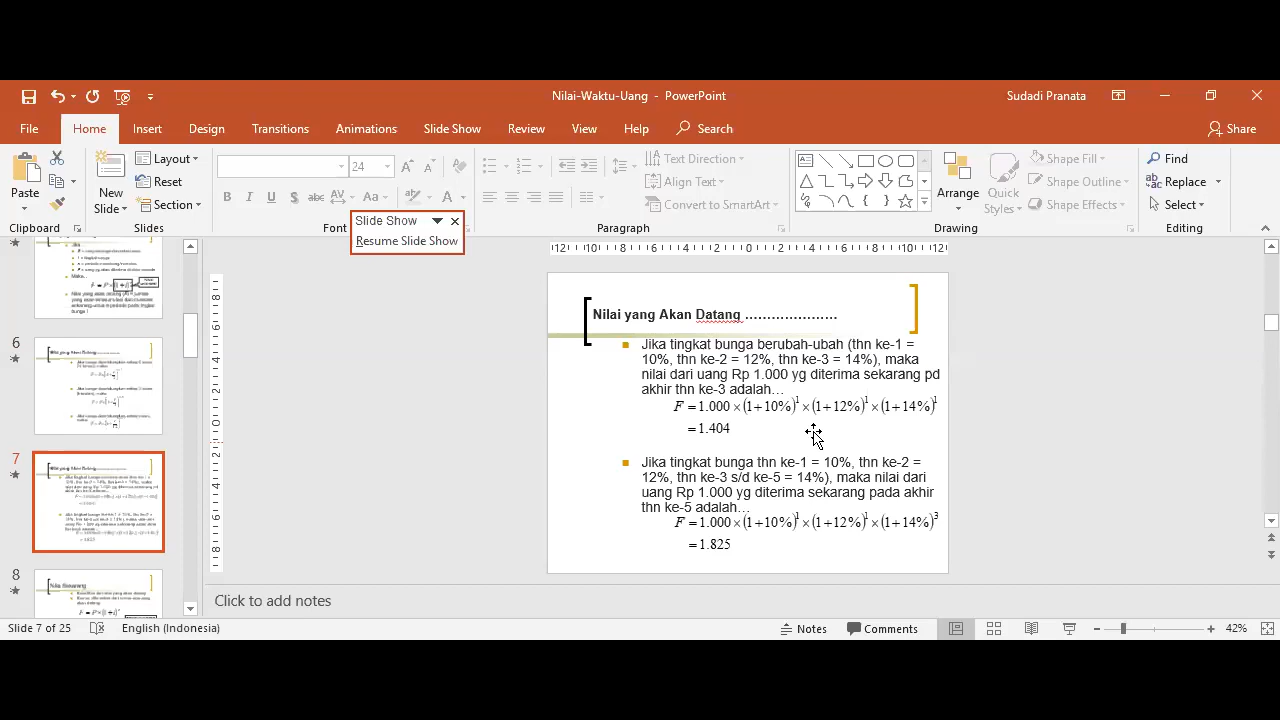 Nilai-Waktu-Uang - PowerPoint
Sudadi Pranata
File Home Insert Design Transitions Animations Slide Show Review View Help Search Share
Paste
New Slide
Layout
Reset
Section
24
Text Direction
Align Text
Convert to SmartArt
Arrange
Quick Styles
Shape Fill
Shape Outline
Shape Effects
Find
Replace
Select
Clipboard Slides Font Paragraph Drawing Editing
Slide Show
Resume Slide Show
6
7
8
Nilai yang Akan Datang .....................
Jika tingkat bunga berubah-ubah (thn ke-1 =
10%, thn ke-2 = 12%, thn ke-3 = 14%), maka
nilai dari uang Rp 1.000 yg diterima sekarang pd
akhir thn ke-3 adalah…
F = 1.000 × (1+10%)¹ × (1+12%)¹ × (1+14%)¹
= 1.404
Jika tingkat bunga thn ke-1 = 10%, thn ke-2 =
12%, thn ke-3 s/d ke-5 = 14%), maka nilai dari
uang Rp 1.000 yg diterima sekarang pada akhir
thn ke-5 adalah…
F = 1.000 × (1+10%)¹ × (1+12%)¹ × (1+14%)³
= 1.825
Click to add notes
Slide 7 of 25 English (Indonesia) Notes Comments 42%